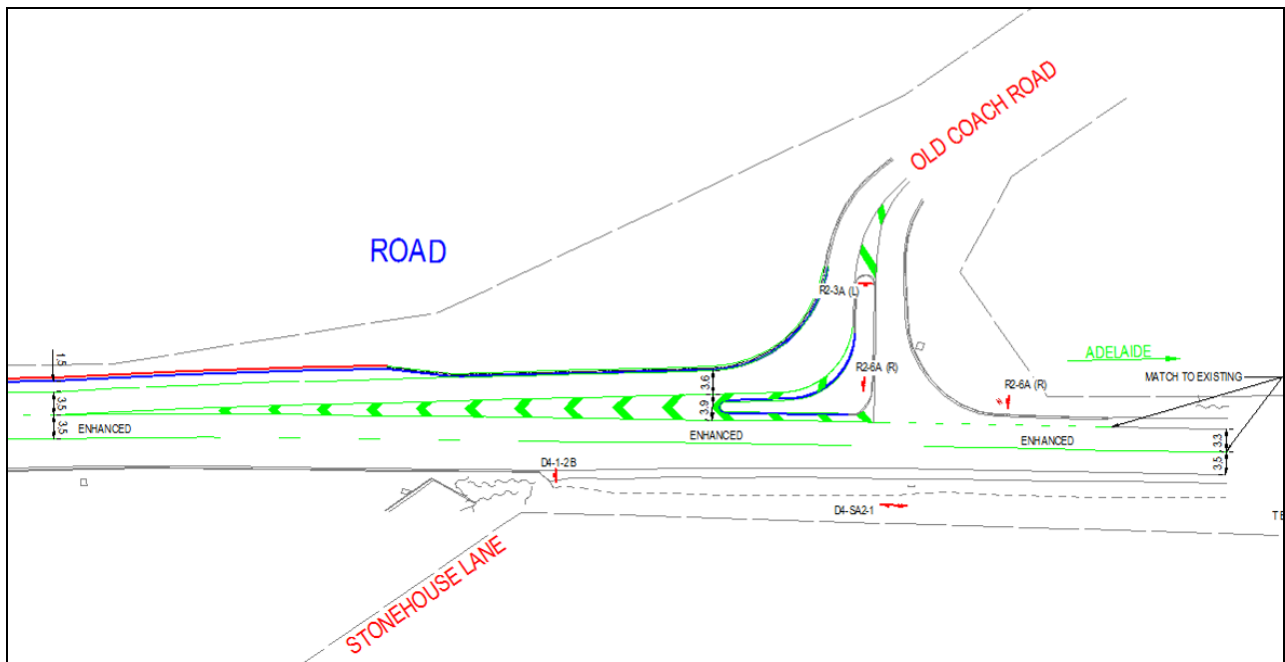 OLD COACH ROAD
ROAD
R2-3A (L)
ADELAIDE
MATCH TO EXISTING
R2-6A (R)
R2-6A (R)
1.5
3.6
3.5
3.9
3.5
ENHANCED
ENHANCED
ENHANCED
3.3
3.5
D4-1-2B
D4-SA2-1
TE
STONEHOUSE LANE